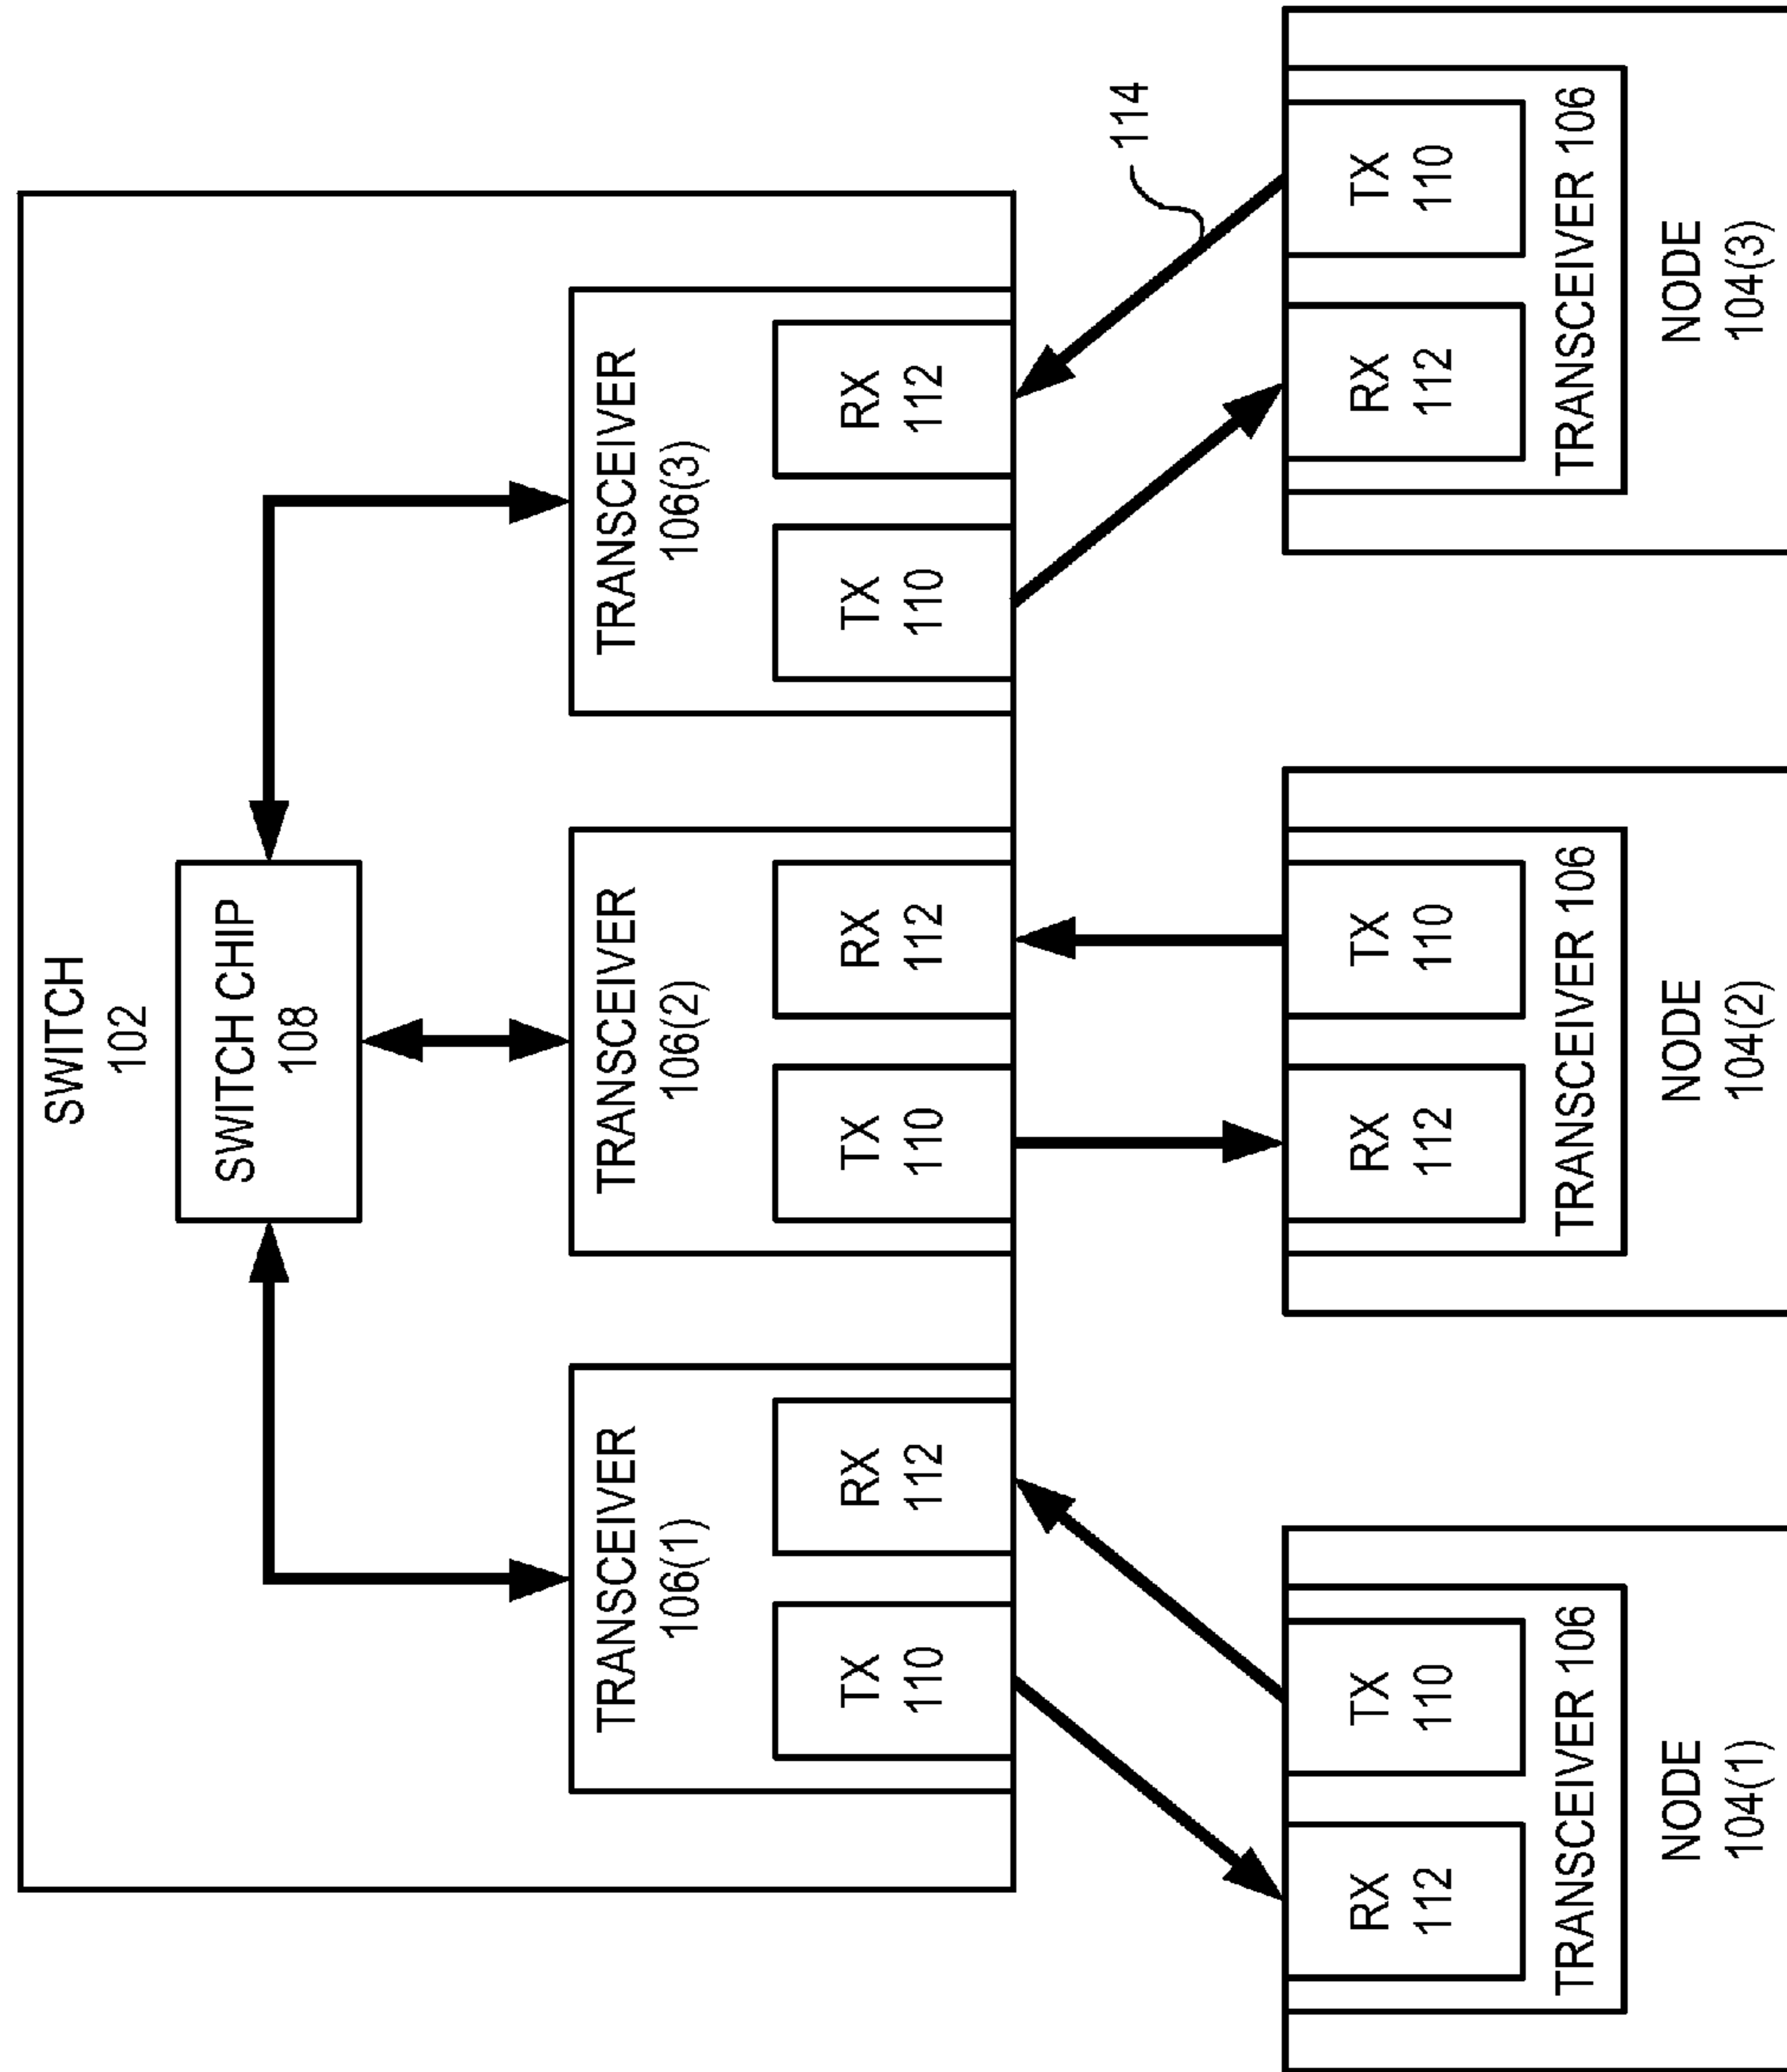 SWITCH
102
SWITCH CHIP
108
TRANSCEIVER
106(1)
TX
110
RX
112
TRANSCEIVER
106(2)
TX
110
RX
112
TRANSCEIVER
106(3)
TX
110
RX
112
114
RX
112
TX
110
TRANSCEIVER 106
NODE
104(1)
RX
112
TX
110
TRANSCEIVER 106
NODE
104(2)
RX
112
TX
110
TRANSCEIVER 106
NODE
104(3)